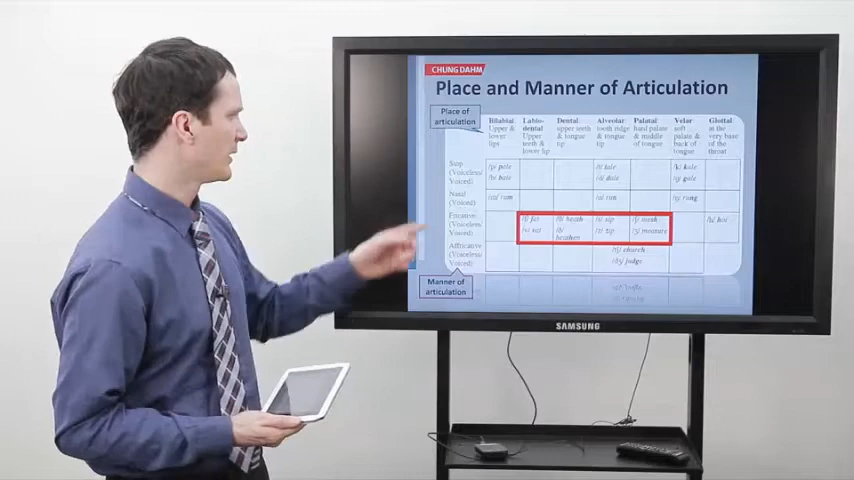 CHUNG DAHM
Place and Manner of Articulation
Place of
articulation
Bilabial
Upper &
lower
lips
Labio-
dental
Upper
teeth &
lower lip
Dental
upper teeth
& tongue
tip
Alveolar
tooth ridge
& tongue
tip
Palatal
hard palate
& middle
of tongue
Velar
soft
palate &
back of
tongue
Glottal
at the
very base
of the
throat
Stop
(Voiceless/
Voiced)
/p/ pole
/b/ bale
/t/ tale
/d/ dale
/k/ kale
/g/ gale
Nasal
(Voiced)
/m/ ram
/n/ ran
/ŋ/ rang
Fricative
(Voiceless/
Voiced)
/f/ fat
/v/ vat
/θ/ heath
/ð/
heathen
/s/ sip
/z/ zip
/ʃ/ mesh
/ʒ/ measure
/h/ hot
Affricative
(Voiceless/
Voiced)
/tʃ/ church
/dʒ/ judge
Manner of
articulation
SAMSUNG